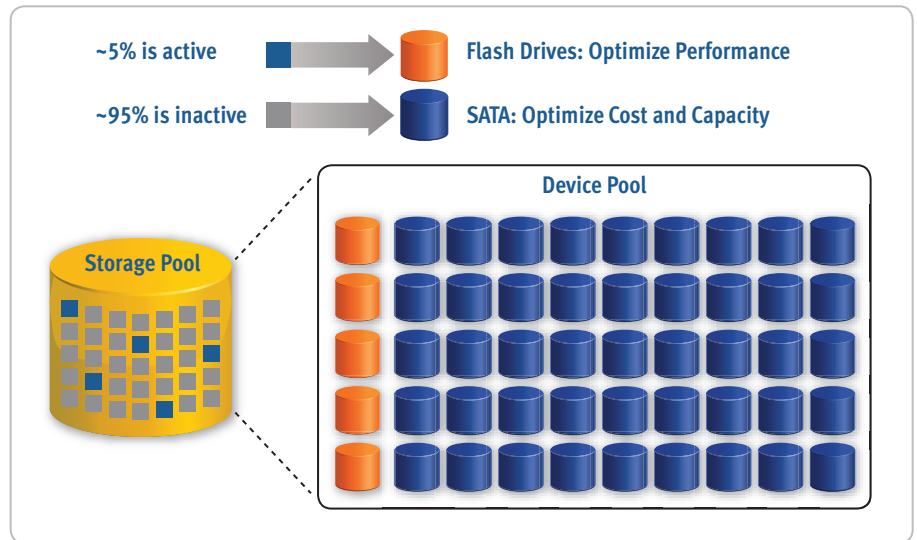 ~5% is active
Flash Drives: Optimize Performance
~95% is inactive
SATA: Optimize Cost and Capacity
Device Pool
Storage Pool